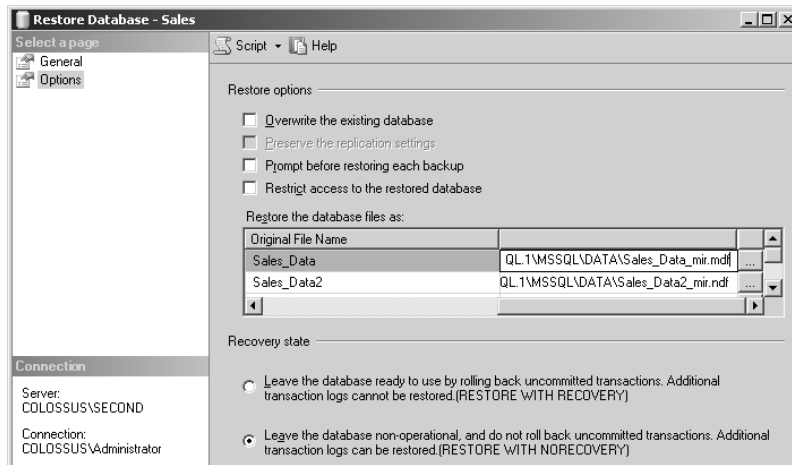 Restore Database - Sales
Select a page
General
Options
Script
Help
Restore options
Overwrite the existing database
Preserve the replication settings
Prompt before restoring each backup
Restrict access to the restored database
Restore the database files as:
Original File Name
Sales_Data QL.1\MSSQL\DATA\Sales_Data_mir.mdf ...
Sales_Data2 QL.1\MSSQL\DATA\Sales_Data2_mir.ndf ...
Recovery state
Leave the database ready to use by rolling back uncommitted transactions. Additional
transaction logs cannot be restored.(RESTORE WITH RECOVERY)
Leave the database non-operational, and do not roll back uncommitted transactions. Additional
transaction logs can be restored.(RESTORE WITH NORECOVERY)
Connection
Server:
COLOSSUS\SECOND
Connection:
COLOSSUS\Administrator